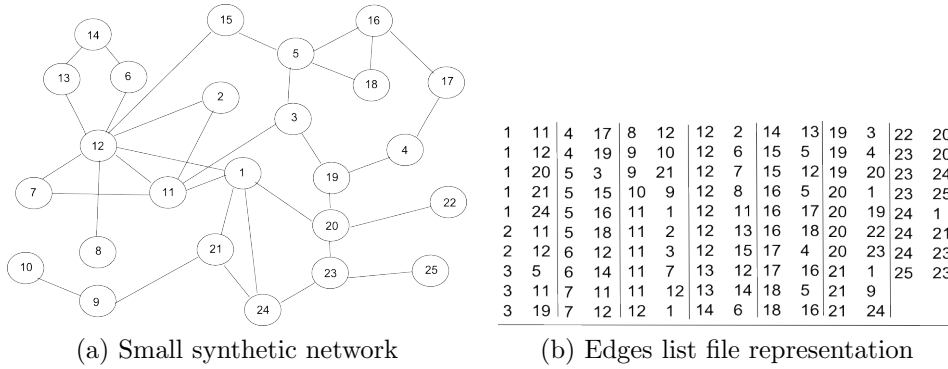 15
16
14
5
13
6
18
17
2
3
12
4
1
19
7
11
22
20
21
8
10
23
25
9
24
1 11 4 17 8 12 12 2 14 13 19 3 22 20
1 12 4 19 9 10 12 6 15 5 19 4 23 20
1 20 5 3 9 21 12 7 15 12 19 20 23 24
1 21 5 15 10 9 12 8 16 5 20 1 23 25
1 24 5 16 11 1 12 11 16 17 20 19 24 1
2 11 5 18 11 2 12 13 16 18 20 22 24 21
2 12 6 12 11 3 12 15 17 4 20 23 24 23
3 5 6 14 11 7 13 12 17 16 21 1 25 23
3 11 7 11 11 12 13 14 18 5 21 9
3 19 7 12 12 1 14 6 18 16 21 24
(a) Small synthetic network
(b) Edges list file representation